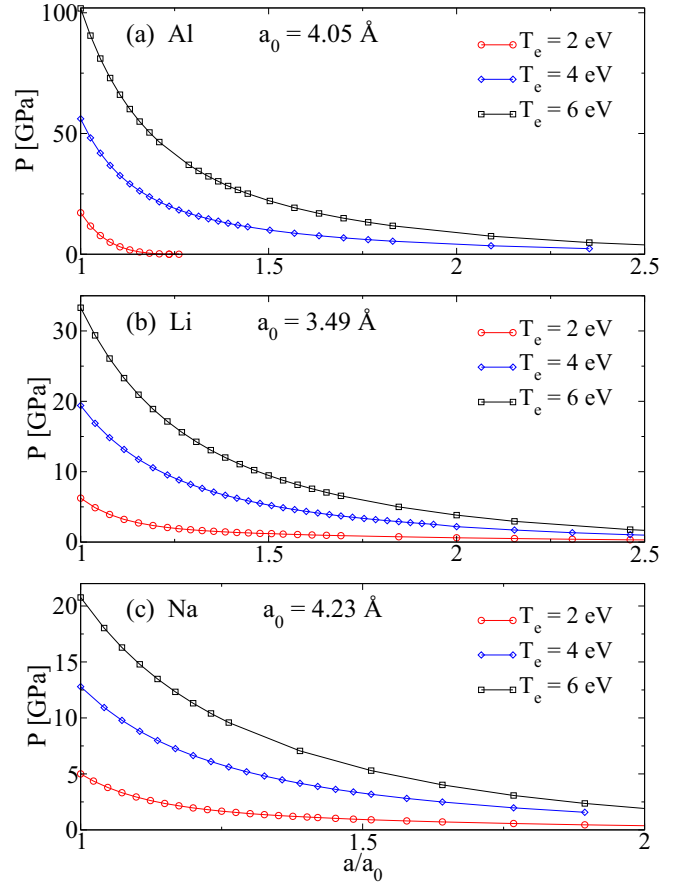 (a) Al a₀ = 4.05 Å
T_e = 2 eV
T_e = 4 eV
T_e = 6 eV
P [GPa]
100
50
0
1 1.5 2 2.5
(b) Li a₀ = 3.49 Å
T_e = 2 eV
T_e = 4 eV
T_e = 6 eV
P [GPa]
30
20
10
0
1 1.5 2 2.5
(c) Na a₀ = 4.23 Å
T_e = 2 eV
T_e = 4 eV
T_e = 6 eV
P [GPa]
20
15
10
5
0
1 1.5 2
a/a₀